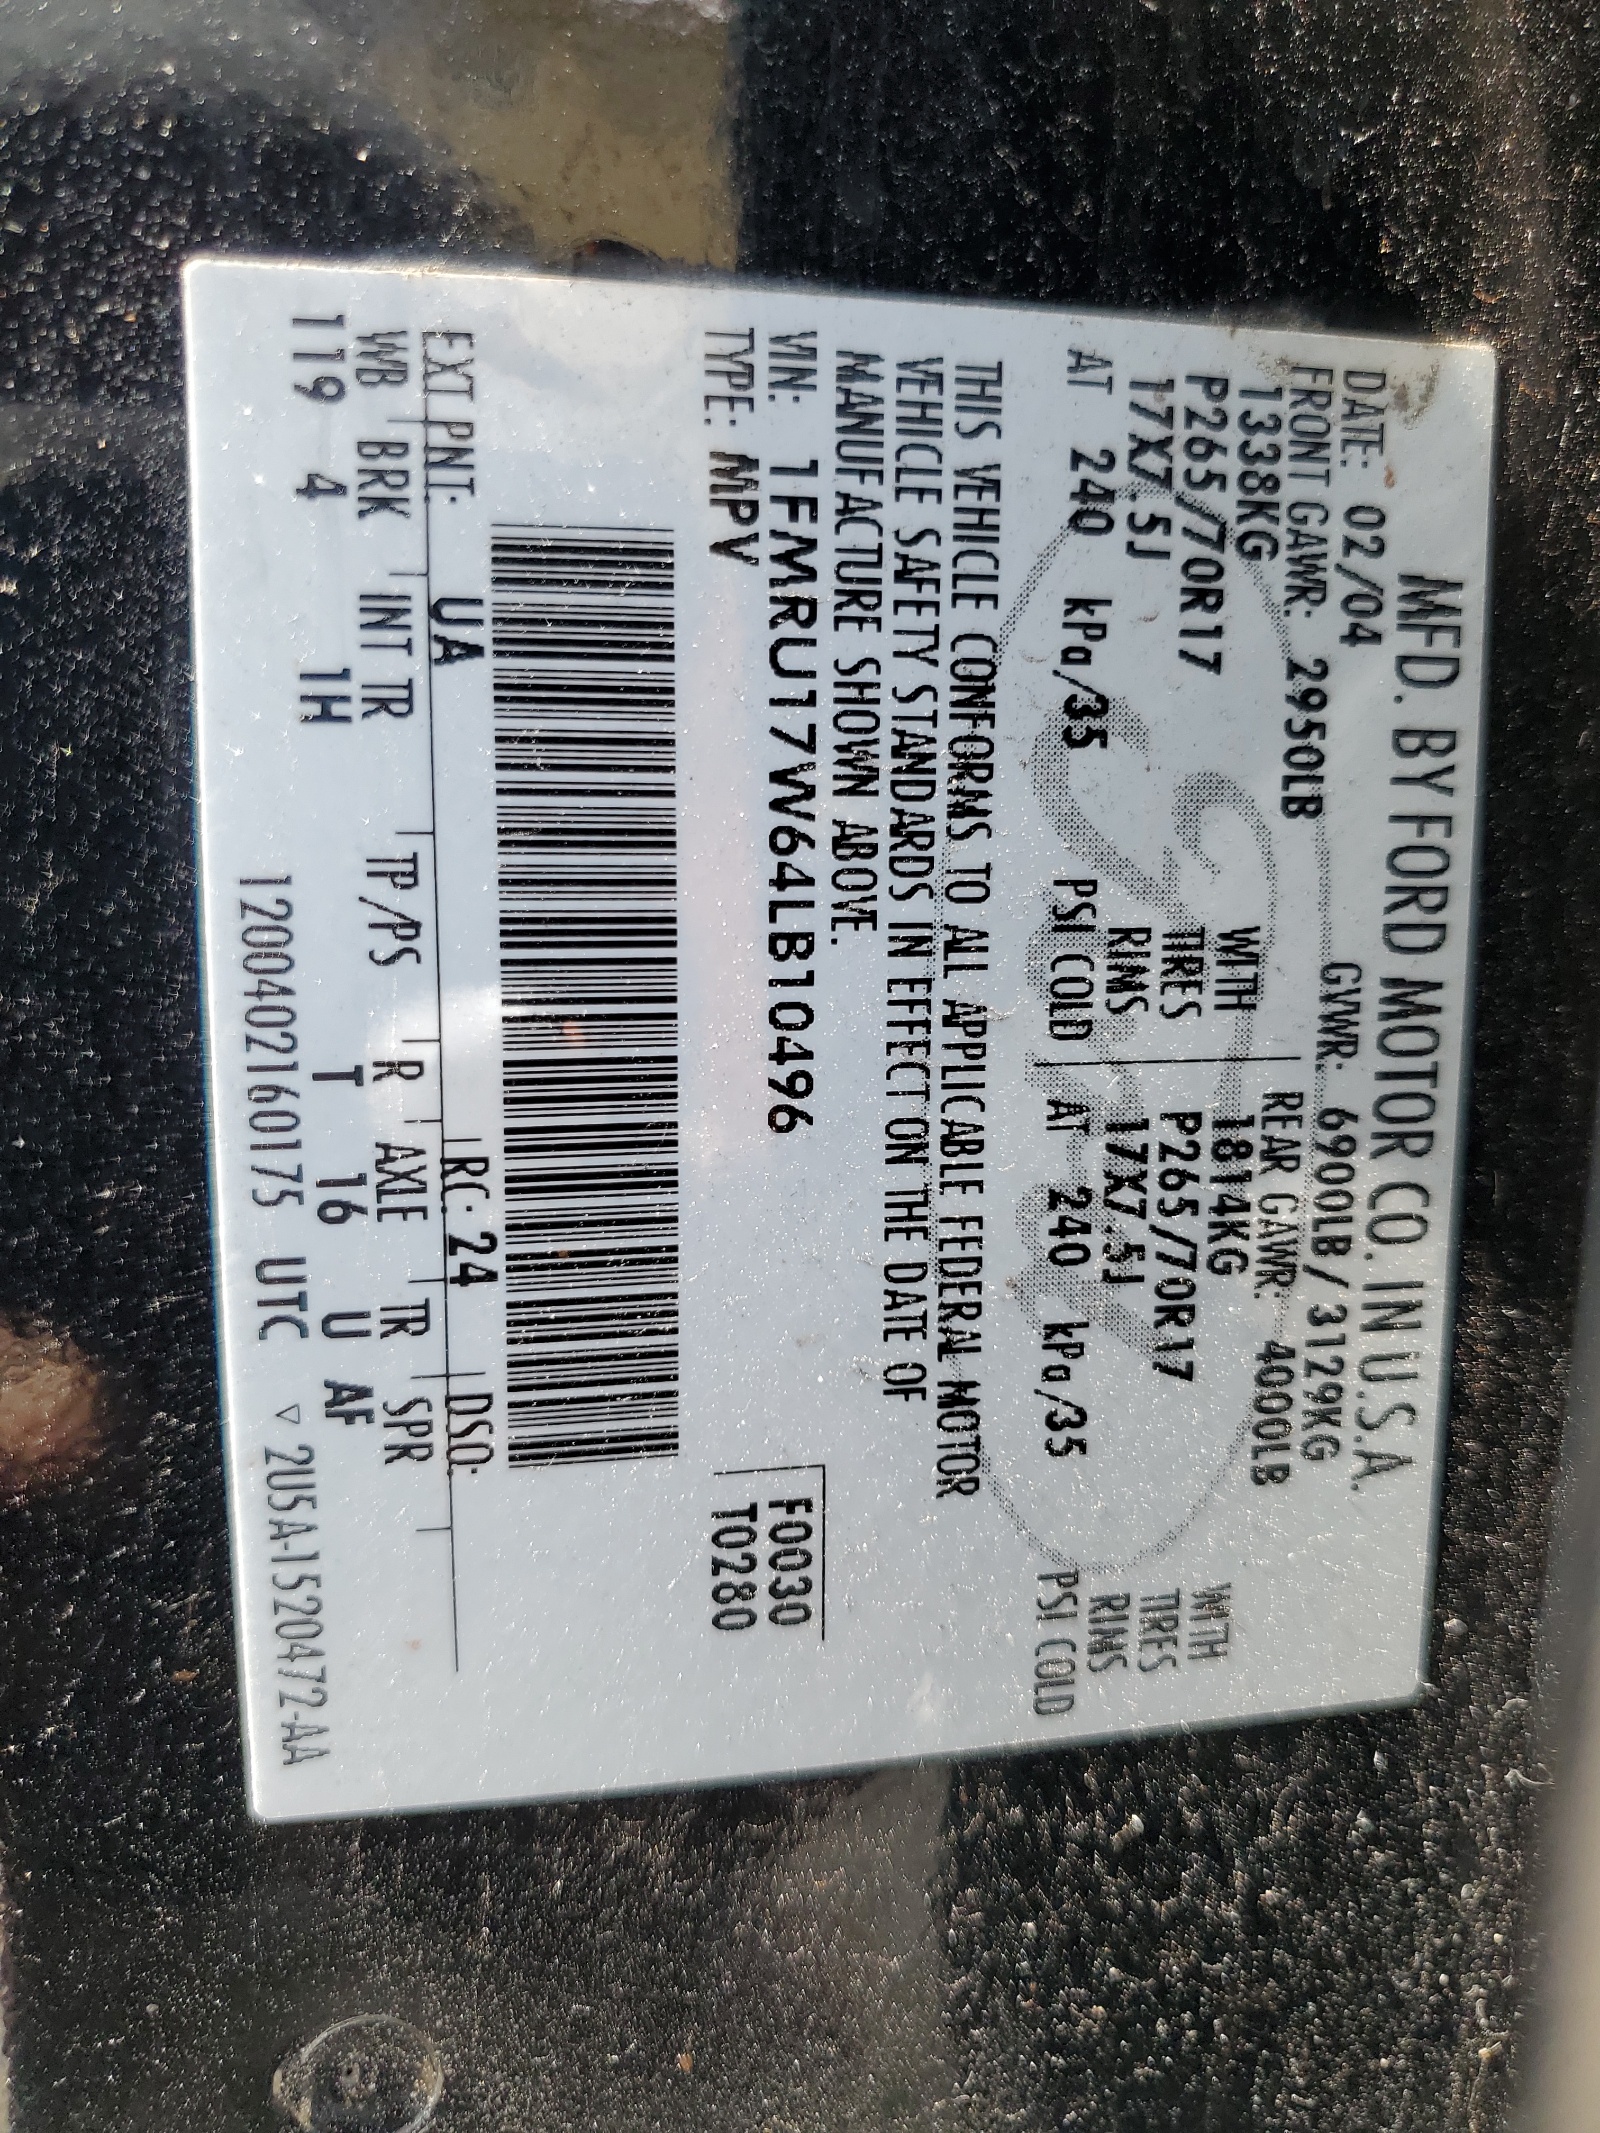 MFD. BY FORD MOTOR CO. IN U.S.A.
DATE: 02/04 GVWR: 6900LB/ 3129KG
FRONT GAWR: 2950LB REAR GAWR: 4000LB
1338KG WITH 1814KG WITH
P265/70R17 TIRES P265/70R17 TIRES
17X7.5J RIMS 17X7.5J RIMS
AT 240 kPa/35 PSI COLD AT 240 kPa/35 PSI COLD
THIS VEHICLE CONFORMS TO ALL APPLICABLE FEDERAL MOTOR
VEHICLE SAFETY STANDARDS IN EFFECT ON THE DATE OF
MANUFACTURE SHOWN ABOVE.
VIN: 1FMRU17W64LB10496 F0030
TYPE: MPV T0280
EXT PNT: UA RC: 24 DSO:
WB BRK INT TR TP/PS R AXLE TR SPR
119 4 1H T 16 U AF
12004021601 75 UTC ▽ 2U5A-1520472-AA